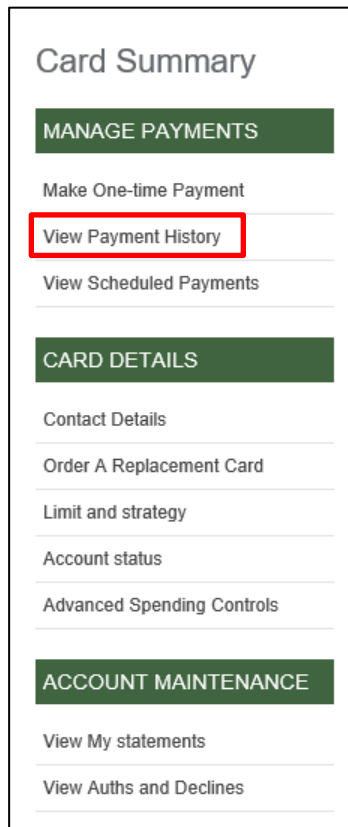 Card Summary
MANAGE PAYMENTS
Make One-time Payment
View Payment History
View Scheduled Payments
CARD DETAILS
Contact Details
Order A Replacement Card
Limit and strategy
Account status
Advanced Spending Controls
ACCOUNT MAINTENANCE
View My statements
View Auths and Declines